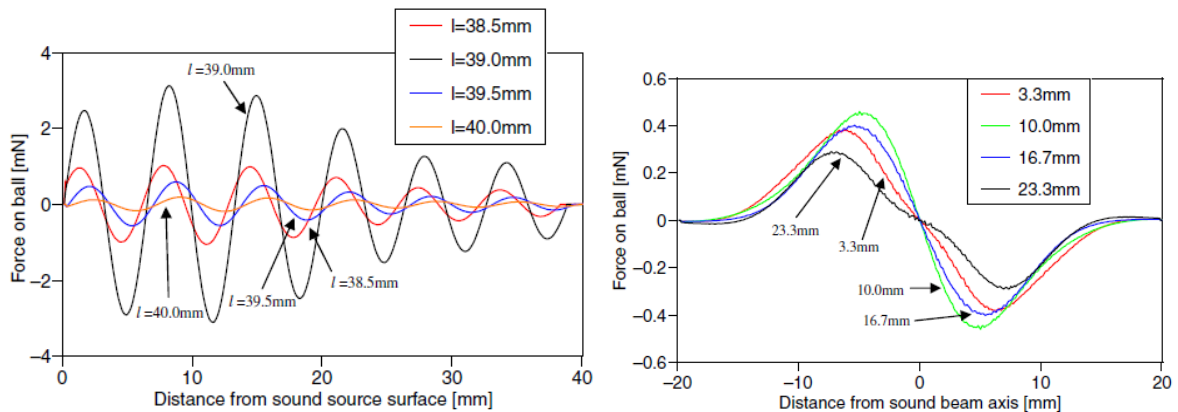 l=38.5mm
l=39.0mm
l=39.5mm
l=40.0mm
4
2
0
−2
−4
Force on ball [mN]
l =39.0mm
l =40.0mm
l =39.5mm
l =38.5mm
0
10
20
30
40
Distance from sound source surface [mm]
3.3mm
10.0mm
16.7mm
23.3mm
0.6
0.4
0.2
0
−0.2
−0.4
−0.6
Force on ball [mN]
23.3mm
3.3mm
10.0mm
16.7mm
−20
−10
0
10
20
Distance from sound beam axis [mm]